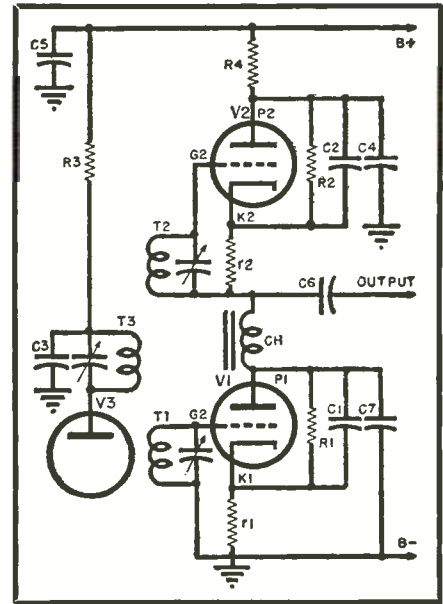 C5
B+
R4
R3
V2 P2
G2
R2
C2
C4
K2
T2
r2
C6
OUTPUT
T3
C3
CH
V1
P1
V3
T1
G2
R1
C1
C7
K1
r1
B-